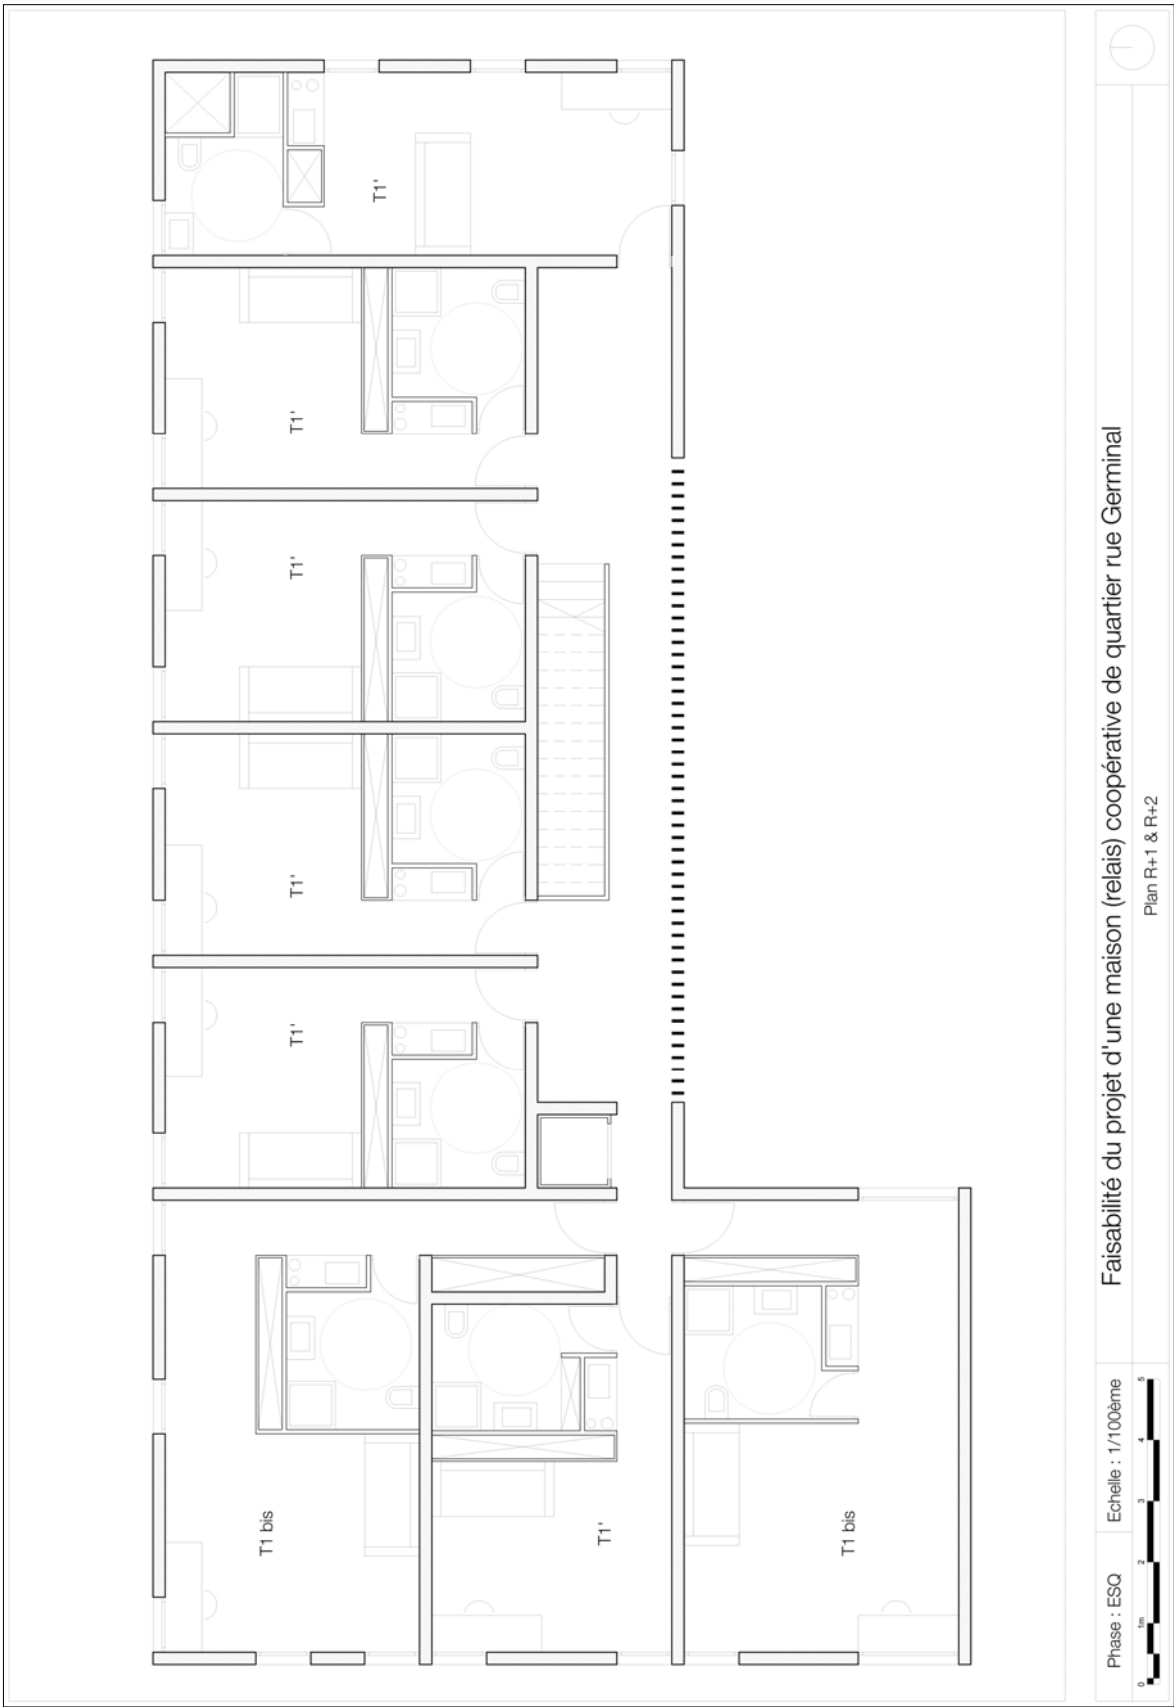 T1'
T1'
T1'
T1'
T1'
T1 bis
T1'
T1 bis
Faisabilité du projet d'une maison (relais) coopérative de quartier rue Germinal
Plan R+1 & R+2
Phase : ESQ
Echelle : 1/100ème
0 1m 2 3 4 5